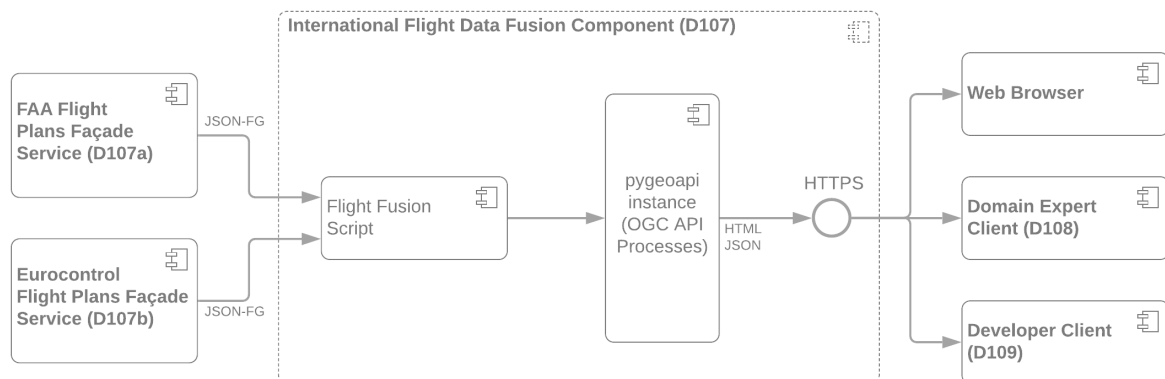 International Flight Data Fusion Component (D107)
FAA Flight
Plans Façade
Service (D107a)
JSON-FG
Eurocontrol
Flight Plans Façade
Service (D107b)
JSON-FG
Flight Fusion
Script
pygeoapi
instance
(OGC API
Processes)
HTML
JSON
HTTPS
Web Browser
Domain Expert
Client (D108)
Developer Client
(D109)